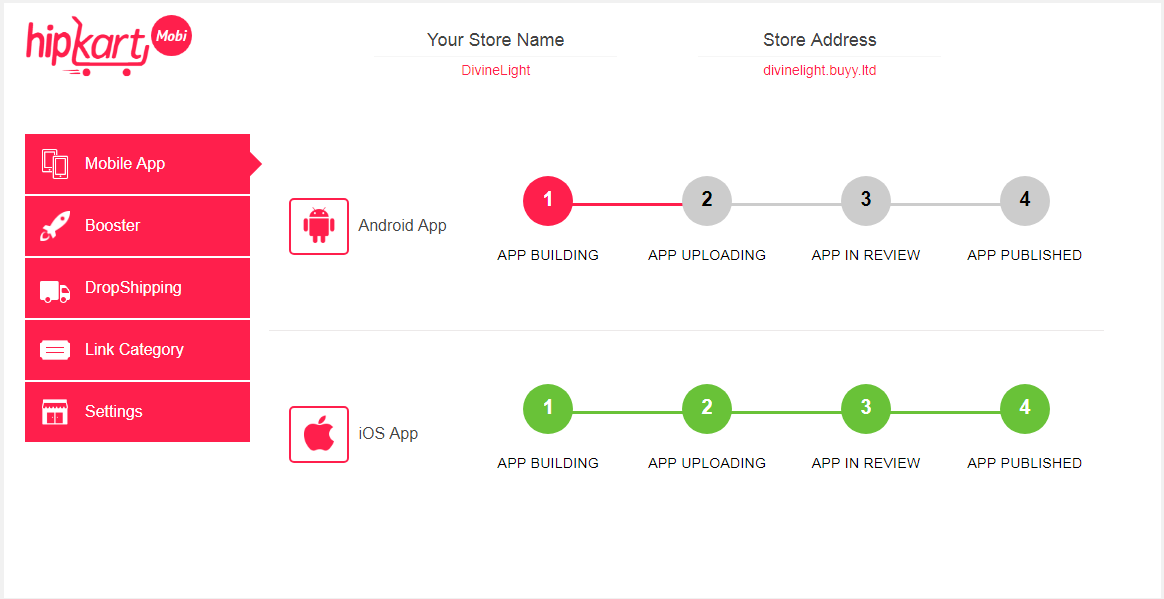 hipkart Mobi
Your Store Name
DivineLight
Store Address
divinelight.buyy.ltd
Mobile App
Booster
DropShipping
Link Category
Settings
Android App
1 2 3 4
APP BUILDING APP UPLOADING APP IN REVIEW APP PUBLISHED
iOS App
1 2 3 4
APP BUILDING APP UPLOADING APP IN REVIEW APP PUBLISHED